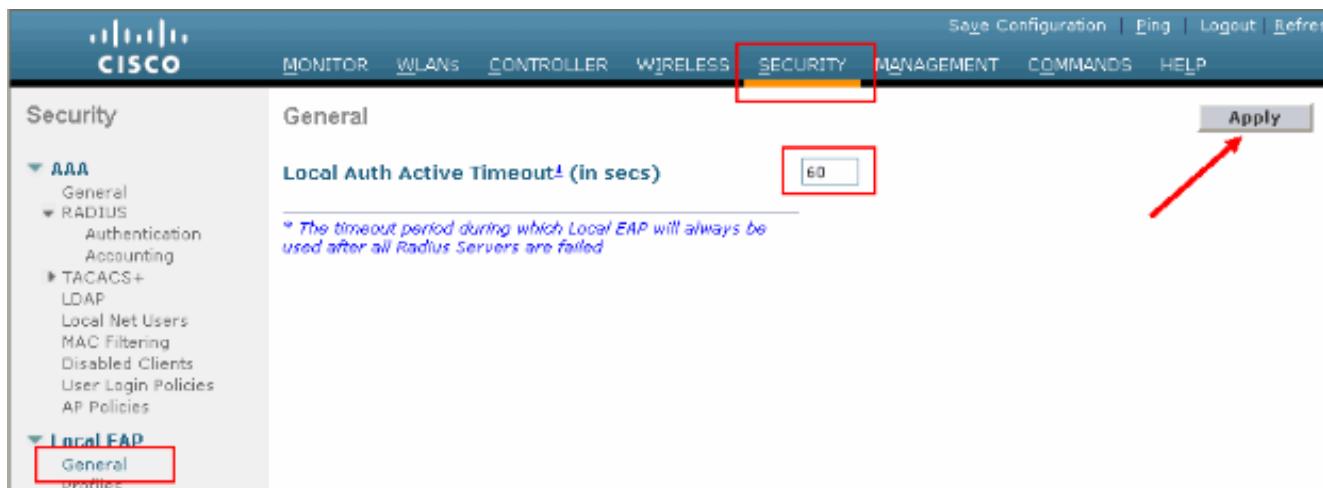 Save Configuration | Ping | Logout | Refres
CISCO
MONITOR WLANs CONTROLLER WIRELESS SECURITY MANAGEMENT COMMANDS HELP
Security
General
Apply
AAA
General
RADIUS
Authentication
Accounting
TACACS+
LDAP
Local Net Users
MAC Filtering
Disabled Clients
User Login Policies
AP Policies
Local EAP
General
Profiles
Local Auth Active Timeout1 (in secs) 60
* The timeout period during which Local EAP will always be
used after all Radius Servers are failed